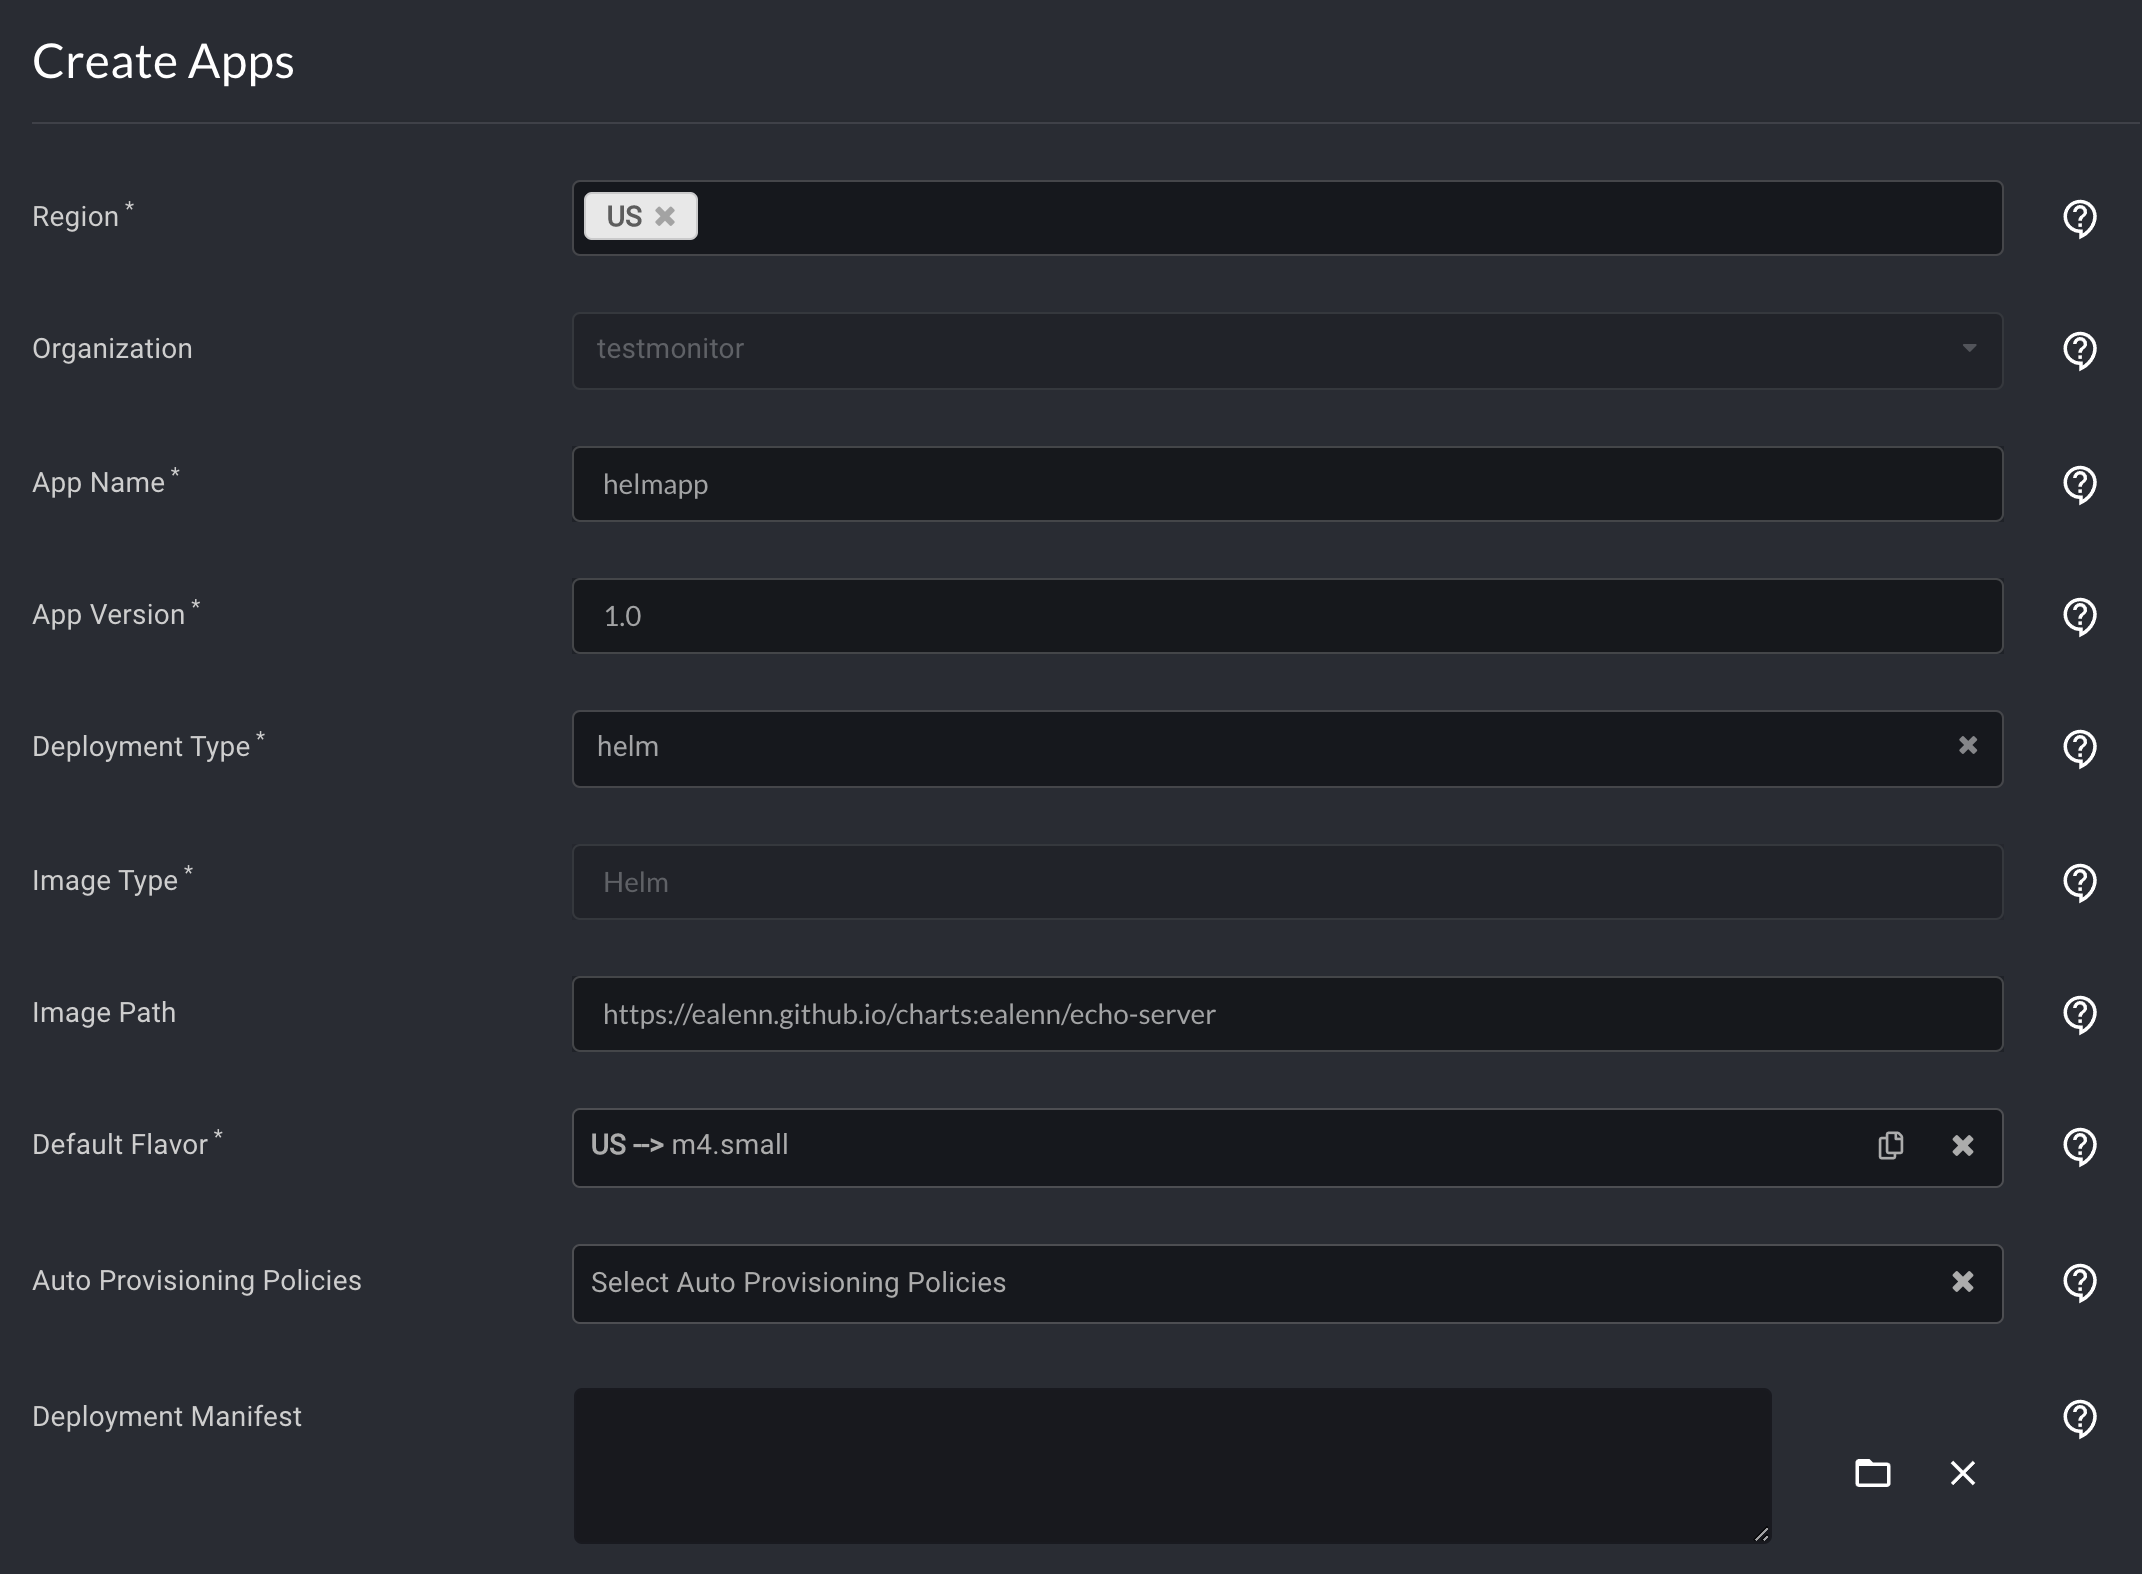 Create Apps
Region * US
Organization testmonitor
App Name * helmapp
App Version * 1.0
Deployment Type * helm
Image Type * Helm
Image Path https://ealenn.github.io/charts:ealenn/echo-server
Default Flavor * US --> m4.small
Auto Provisioning Policies Select Auto Provisioning Policies
Deployment Manifest